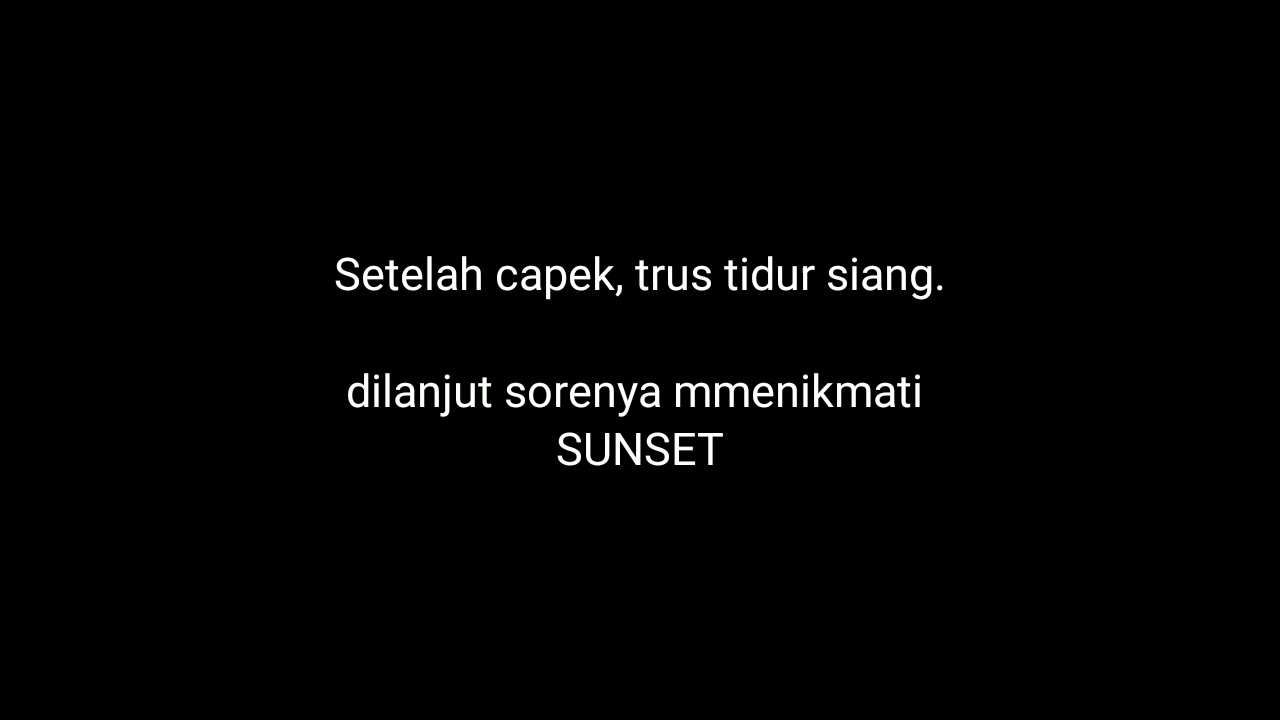 Setelah capek, trus tidur siang.
dilanjut sorenya mmenikmati
SUNSET